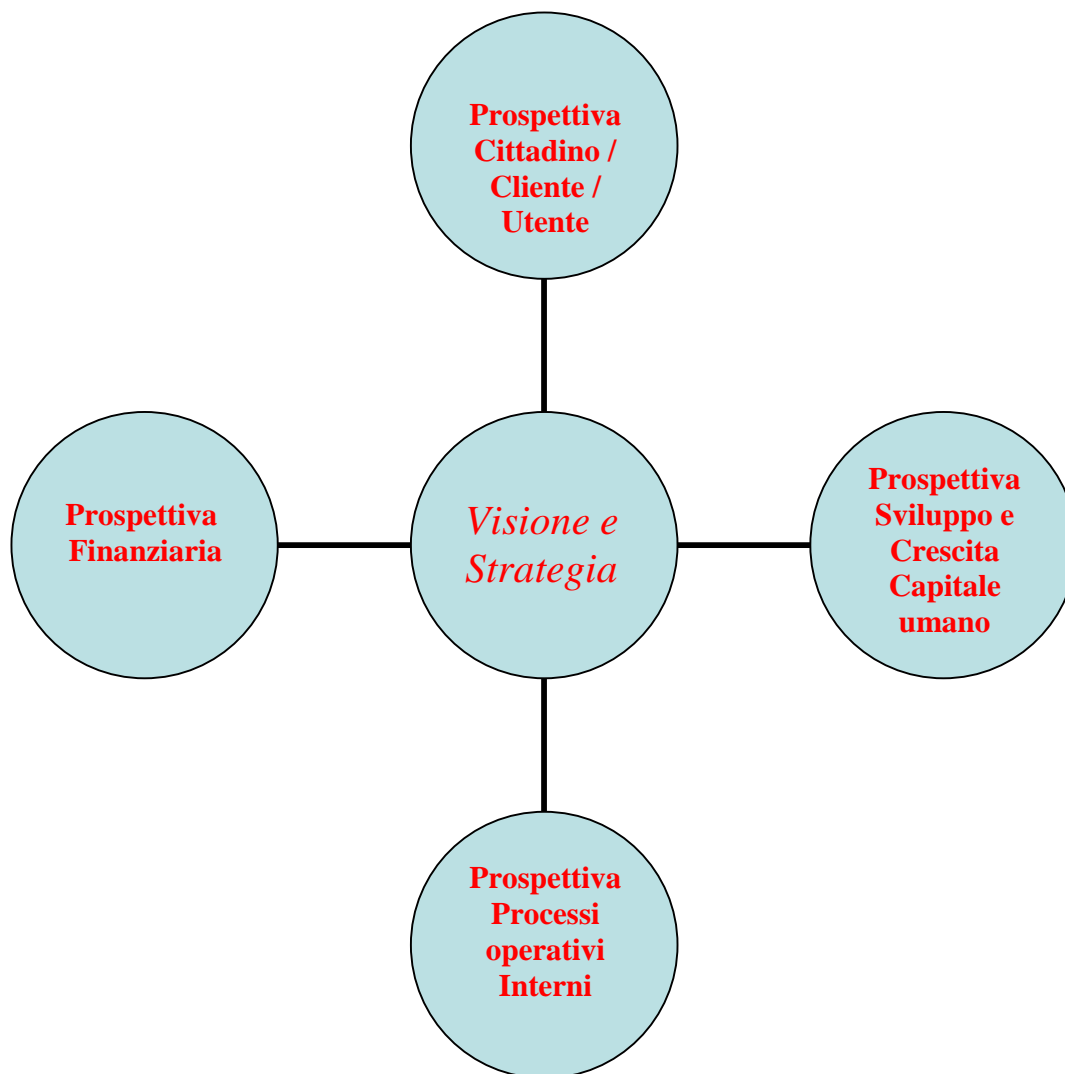 Prospettiva
Cittadino /
Cliente /
Utente
Prospettiva
Finanziaria
Visione e
Strategia
Prospettiva
Sviluppo e
Crescita
Capitale
umano
Prospettiva
Processi
operativi
Interni